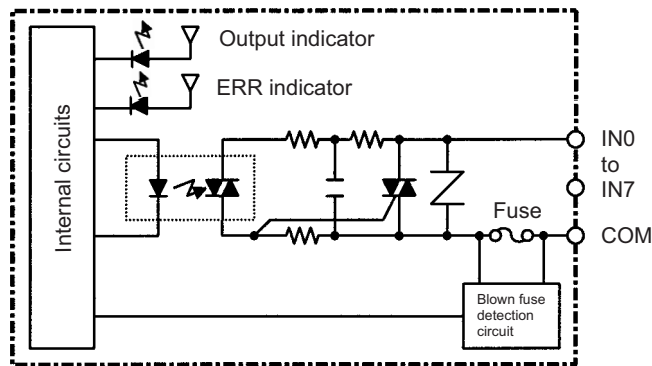 Output indicator
ERR indicator
Internal circuits
IN0
to
IN7
Fuse
COM
Blown fuse
detection
circuit